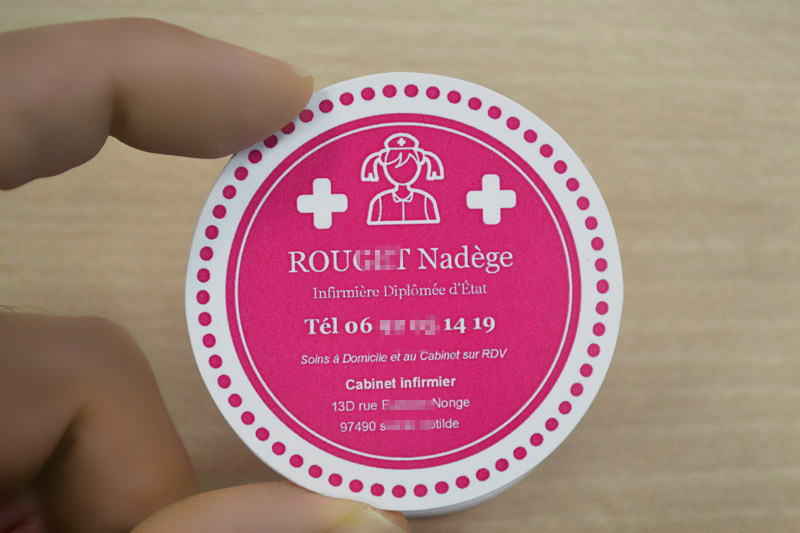 Nadège
Infirmière Diplômée d'État
Tél 06 14 19
Soins à Domicile et au Cabinet sur RDV
Cabinet infirmier
13D rue Nonge
97490